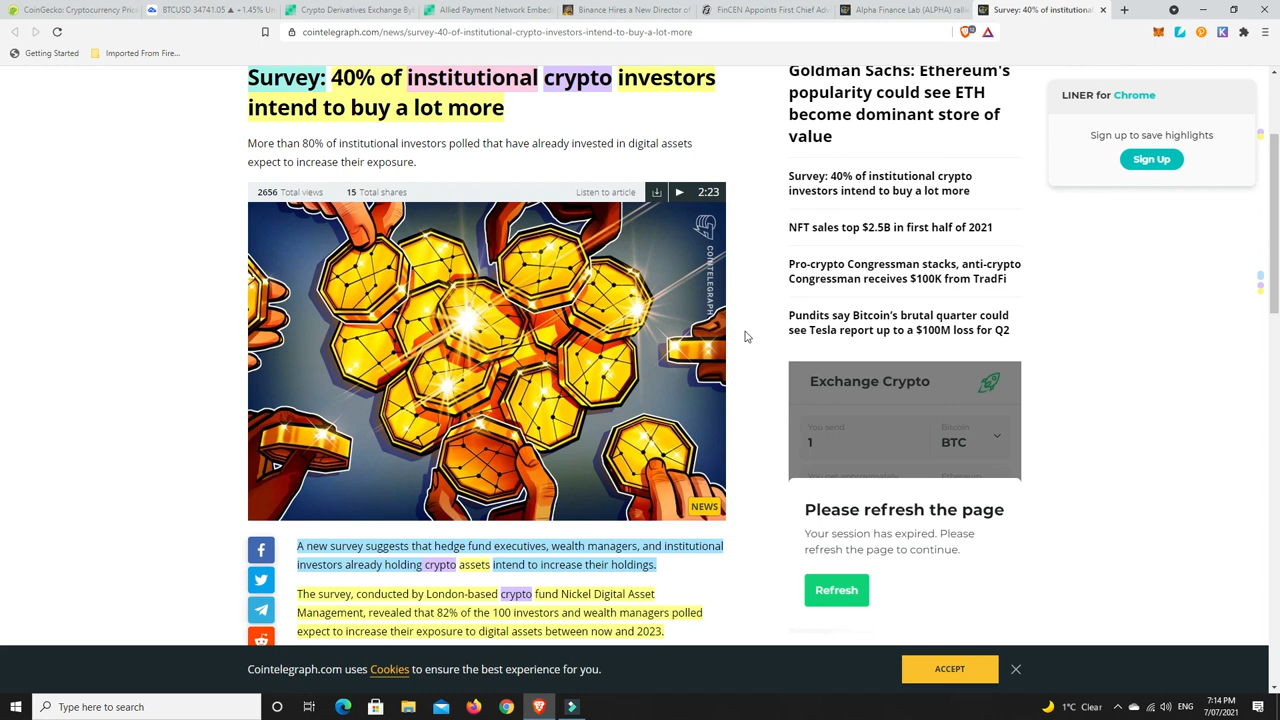 CoinGecko: Cryptocurrency Price
BTCUSD 34741.05 ▲ +1.45% Un
Crypto Derivatives Exchange By
Allied Payment Network Embed
Binance Hires a New Director of
FinCEN Appoints First Chief Adv
Alpha Finance Lab (ALPHA) rallie
Survey: 40% of institutional
cointelegraph.com/news/survey-40-of-institutional-crypto-investors-intend-to-buy-a-lot-more
Getting Started
Imported From Fire...
Survey: 40% of institutional crypto investors
intend to buy a lot more
More than 80% of institutional investors polled that have already invested in digital assets
expect to increase their exposure.
2656 Total views
15 Total shares
Listen to article
2:23
COINTELEGRAPH
NEWS
A new survey suggests that hedge fund executives, wealth managers, and institutional
investors already holding crypto assets intend to increase their holdings.
The survey, conducted by London-based crypto fund Nickel Digital Asset
Management, revealed that 82% of the 100 investors and wealth managers polled
expect to increase their exposure to digital assets between now and 2023.
Goldman Sachs: Ethereum's
popularity could see ETH
become dominant store of
value
Survey: 40% of institutional crypto
investors intend to buy a lot more
NFT sales top $2.5B in first half of 2021
Pro-crypto Congressman stacks, anti-crypto
Congressman receives $100K from TradFi
Pundits say Bitcoin's brutal quarter could
see Tesla report up to a $100M loss for Q2
Exchange Crypto
You send
1
Bitcoin
BTC
You get approximately
Ethereum
Please refresh the page
Your session has expired. Please
refresh the page to continue.
Refresh
LINER for Chrome
Sign up to save highlights
Sign Up
Cointelegraph.com uses Cookies to ensure the best experience for you.
ACCEPT
Type here to search
1°C Clear
ENG
7:14 PM
7/07/2021